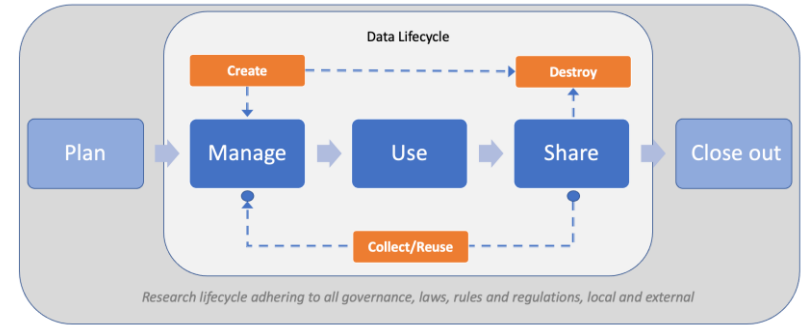 Data Lifecycle
Create
Destroy
Plan
Manage
Use
Share
Close out
Collect/Reuse
Research lifecycle adhering to all governance, laws, rules and regulations, local and external